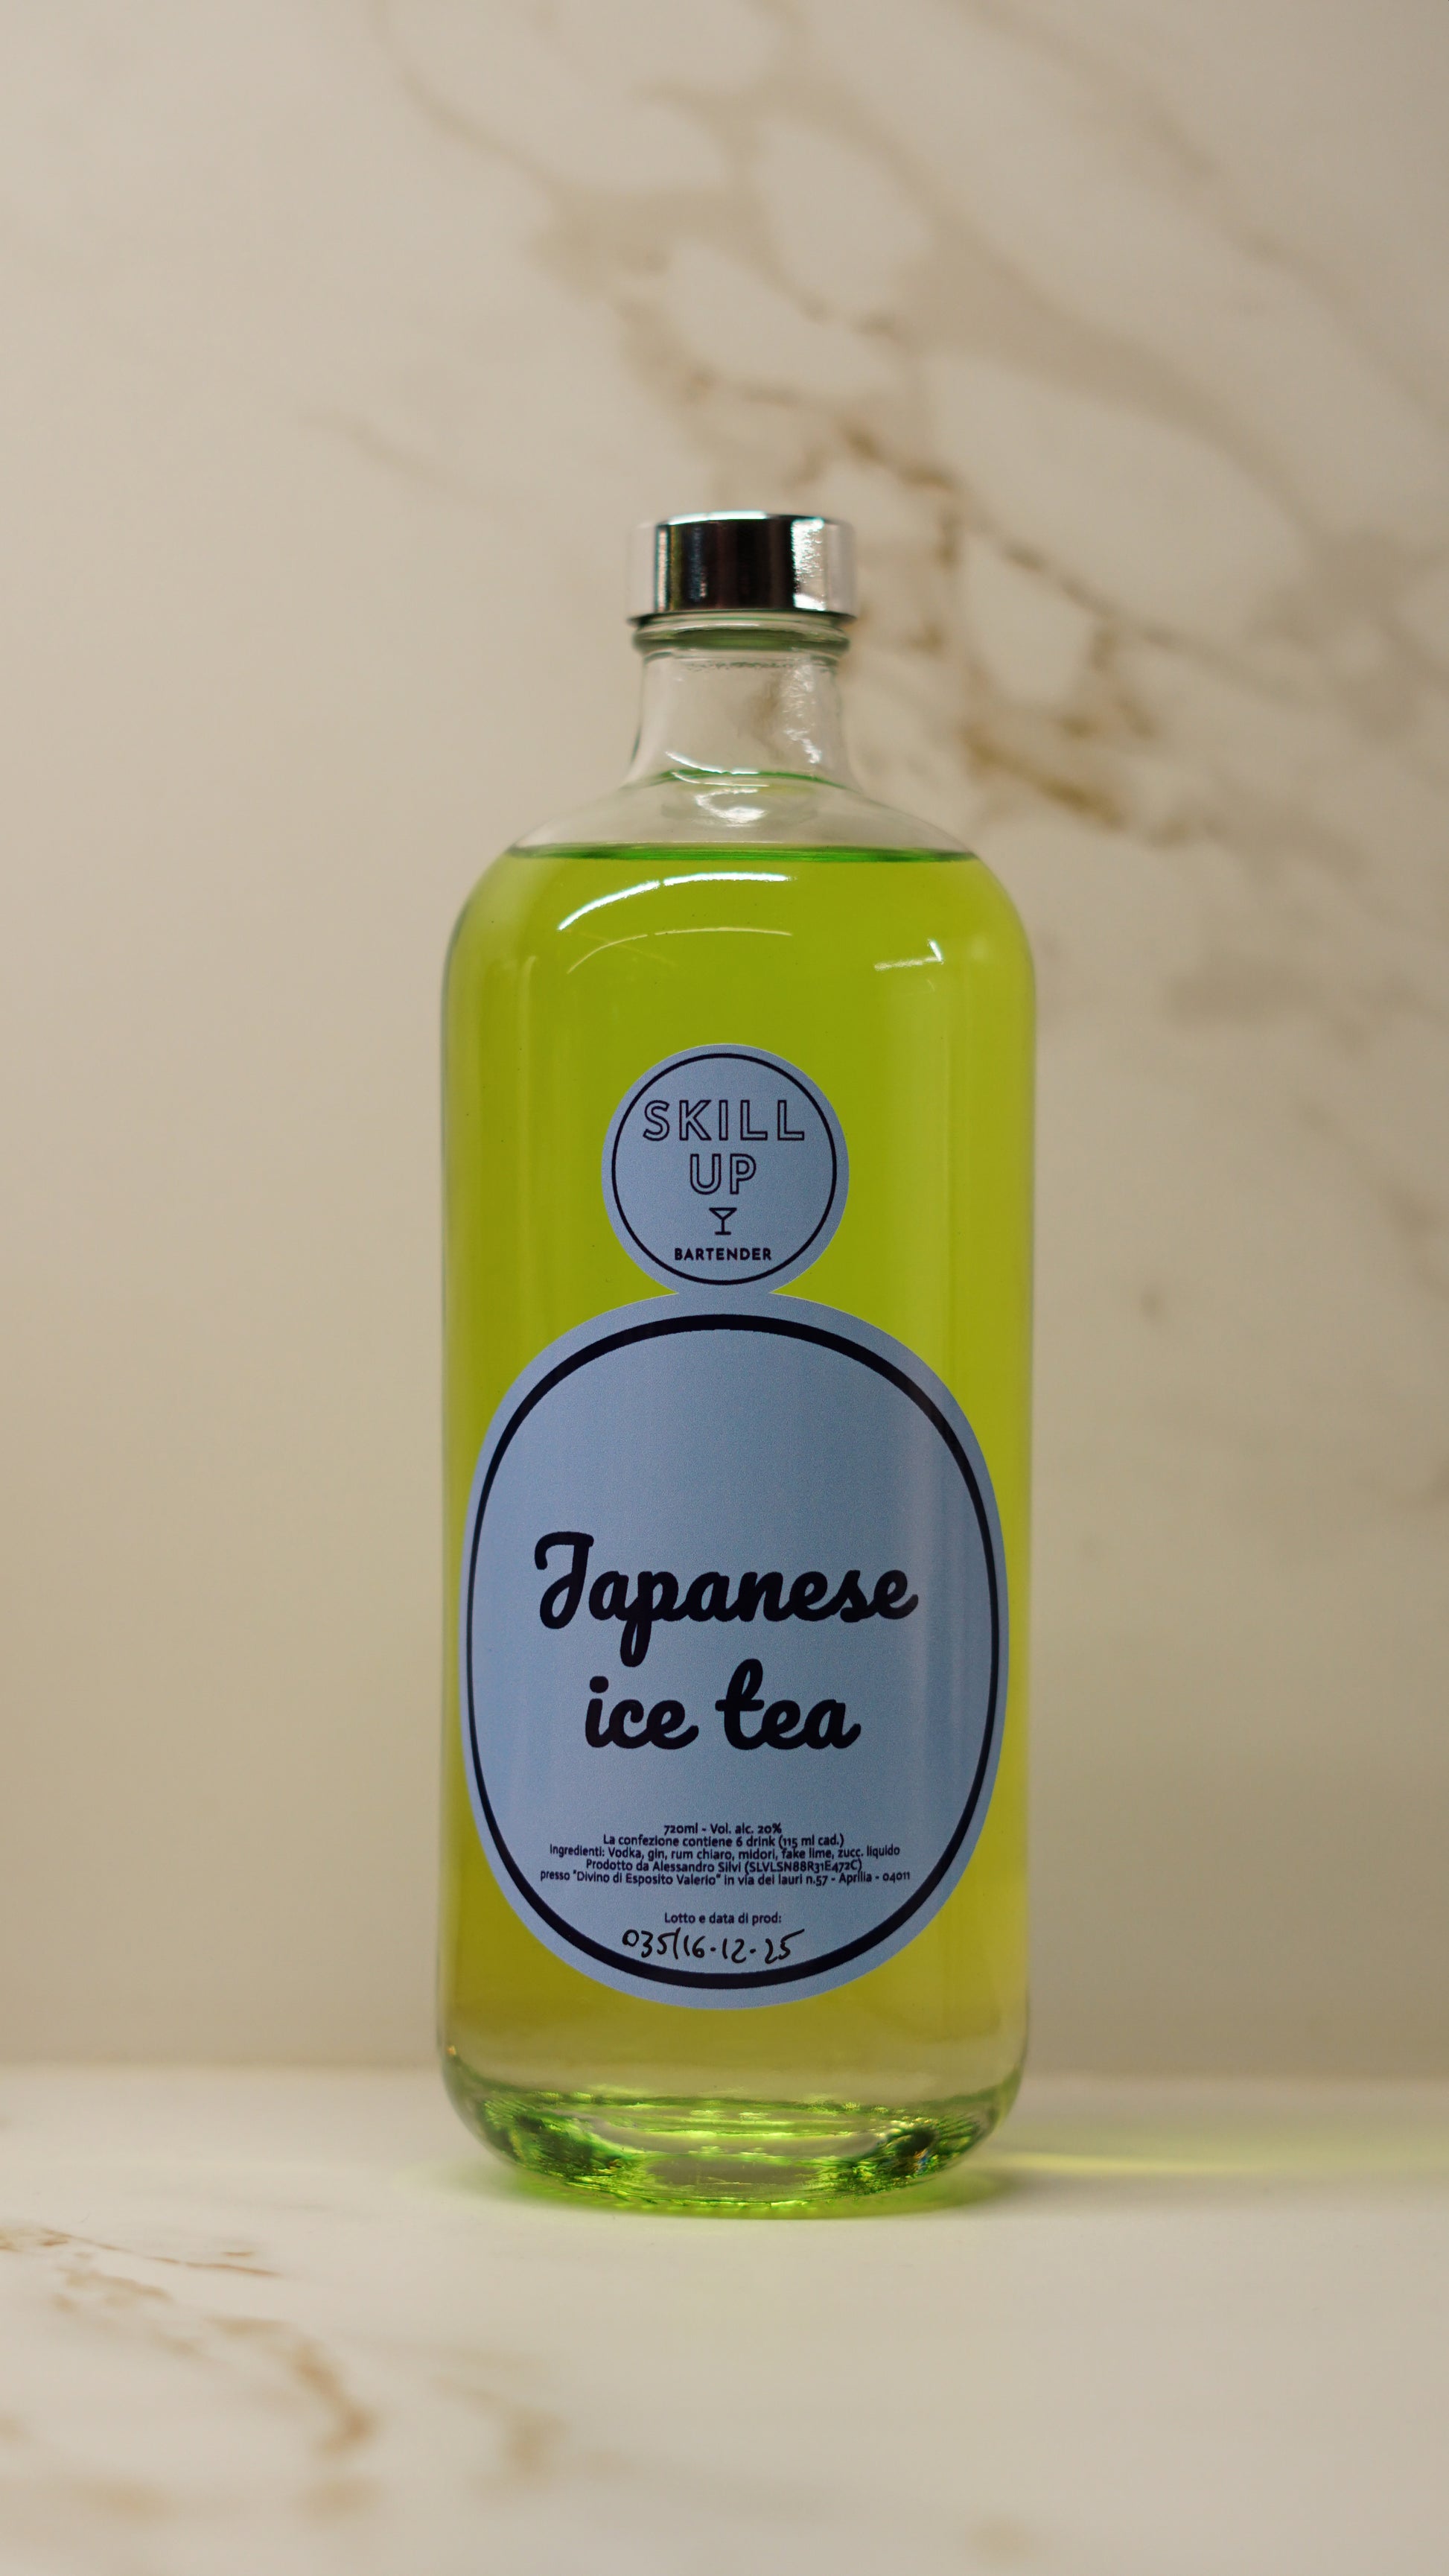 SKILL
UP
BARTENDER
Japanese
ice tea
720ml - Vol. alc. 20%
La confezione contiene 6 drink (115 ml cad.)
Ingredienti: Vodka, gin, rum chiaro, midori, fake lime, zucc. liquido
Prodotto da Alessandro Silvi (SLVLSN88R31E472C)
presso "Divino di Esposito Valerio" in via dei lauri n.57 - Aprilia - 04011
Lotto e data di prod:
035/16-12-25